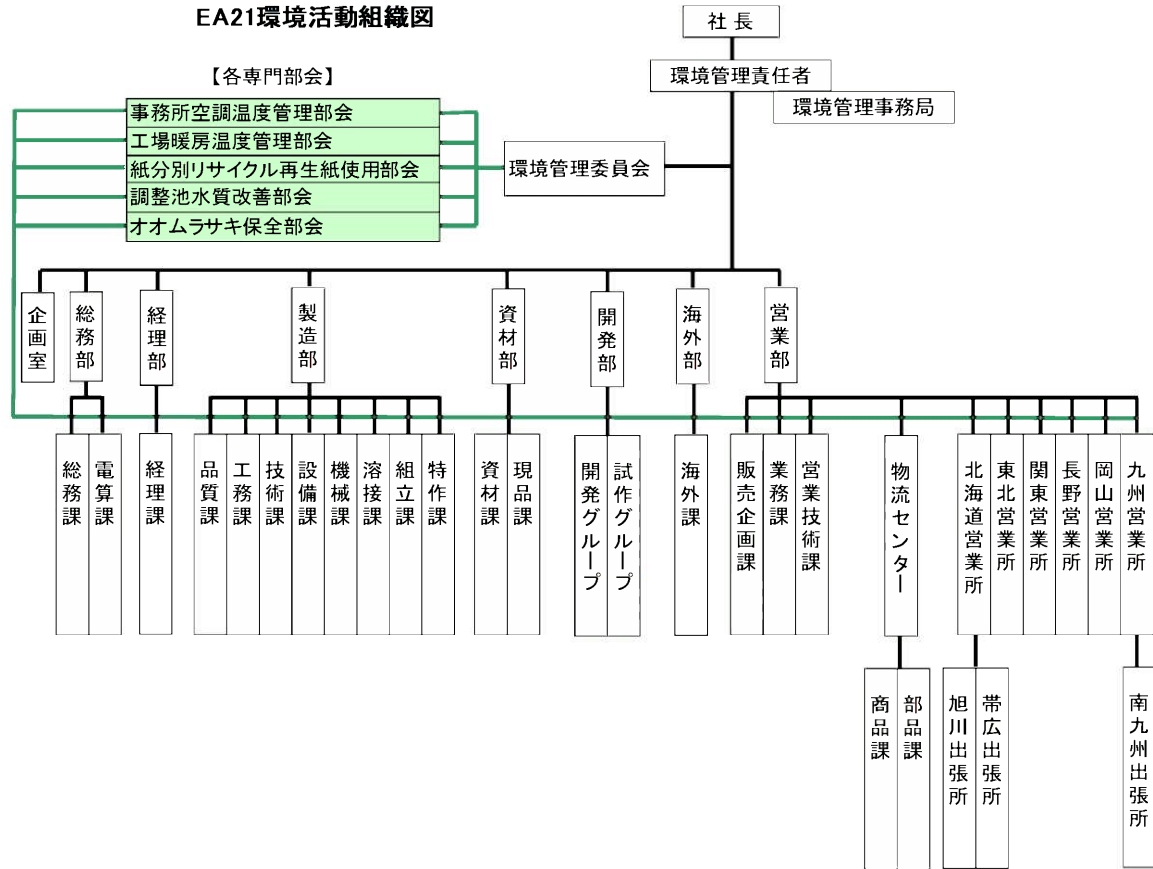 EA21環境活動組織図
社長
環境管理責任者
環境管理事務局
【各専門部会】
事務所空調温度管理部会
工場暖房温度管理部会
紙分別リサイクル再生紙使用部会
調整池水質改善部会
オオムラサキ保全部会
環境管理委員会
企画室
総務部
経理部
製造部
資材部
開発部
海外部
営業部
総務課
電算課
経理課
品質課
工務課
技術課
設備課
機械課
溶接課
組立課
特作課
資材課
現品課
開発グループ
試作グループ
海外課
販売企画課
業務課
営業技術課
物流センター
北海道営業所
東北営業所
関東営業所
長野営業所
岡山営業所
九州営業所
商品課
部品課
旭川出張所
帯広出張所
南九州出張所